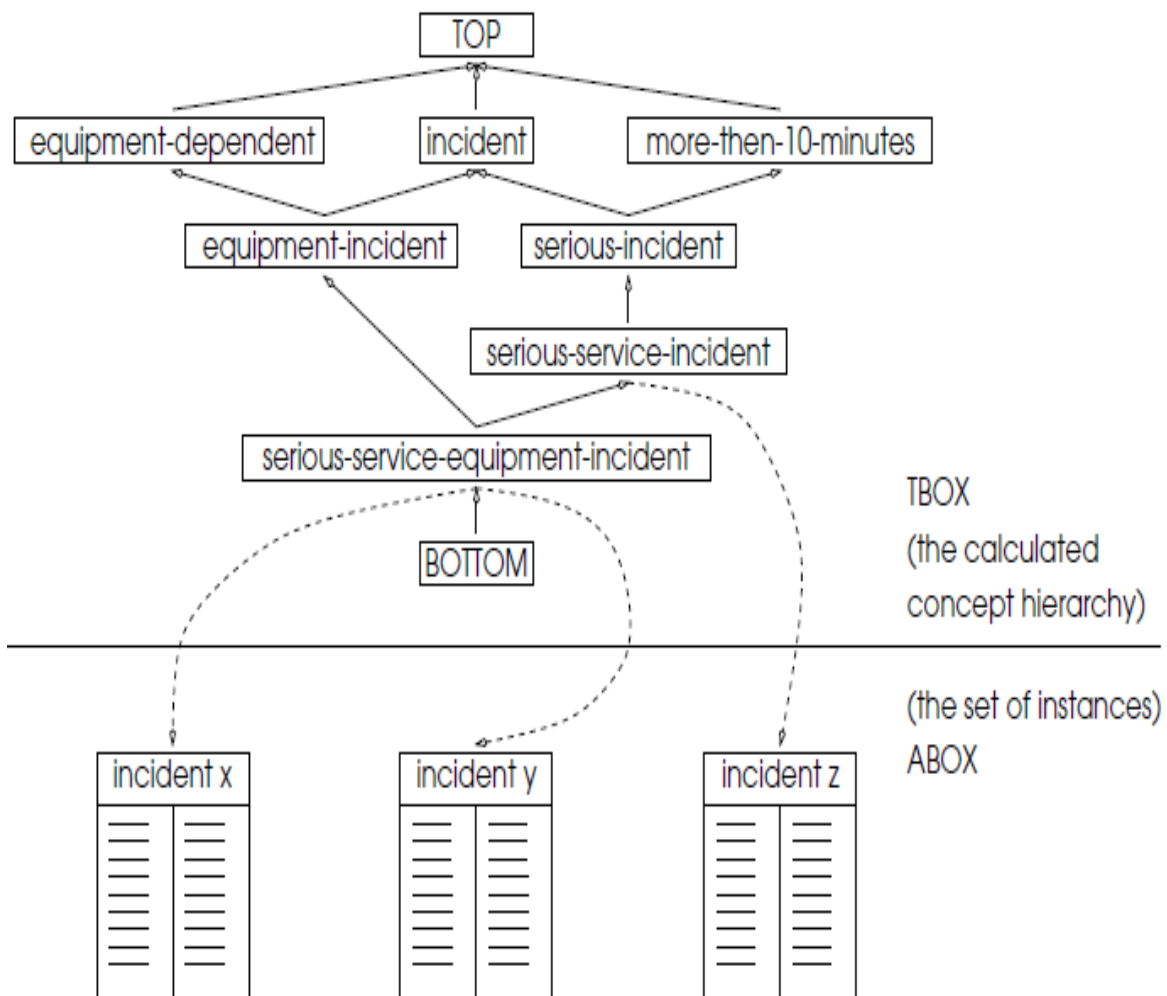 TOP
equipment-dependent
incident
more-then-10-minutes
equipment-incident
serious-incident
serious-service-incident
serious-service-equipment-incident
TBOX
(the calculated
concept hierarchy)
BOTTOM
(the set of instances)
ABOX
incident x
incident y
incident z